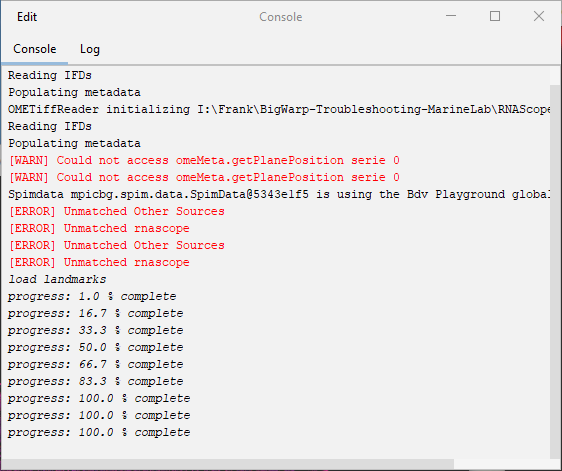 Edit
Console
Console
Log
Reading IFDs
Populating metadata
OMETiffReader initializing I:\Frank\BigWarp-Troubleshooting-MarineLab\RNAScope
Reading IFDs
Populating metadata
[WARN] Could not access omeMeta.getPlanePosition serie 0
[WARN] Could not access omeMeta.getPlanePosition serie 0
Spimdata mpicbg.spim.data.SpimData@5343e1f5 is using the Bdv Playground global
[ERROR] Unmatched Other Sources
[ERROR] Unmatched rnascope
[ERROR] Unmatched Other Sources
[ERROR] Unmatched rnascope
load landmarks
progress: 1.0 % complete
progress: 16.7 % complete
progress: 33.3 % complete
progress: 50.0 % complete
progress: 66.7 % complete
progress: 83.3 % complete
progress: 100.0 % complete
progress: 100.0 % complete
progress: 100.0 % complete